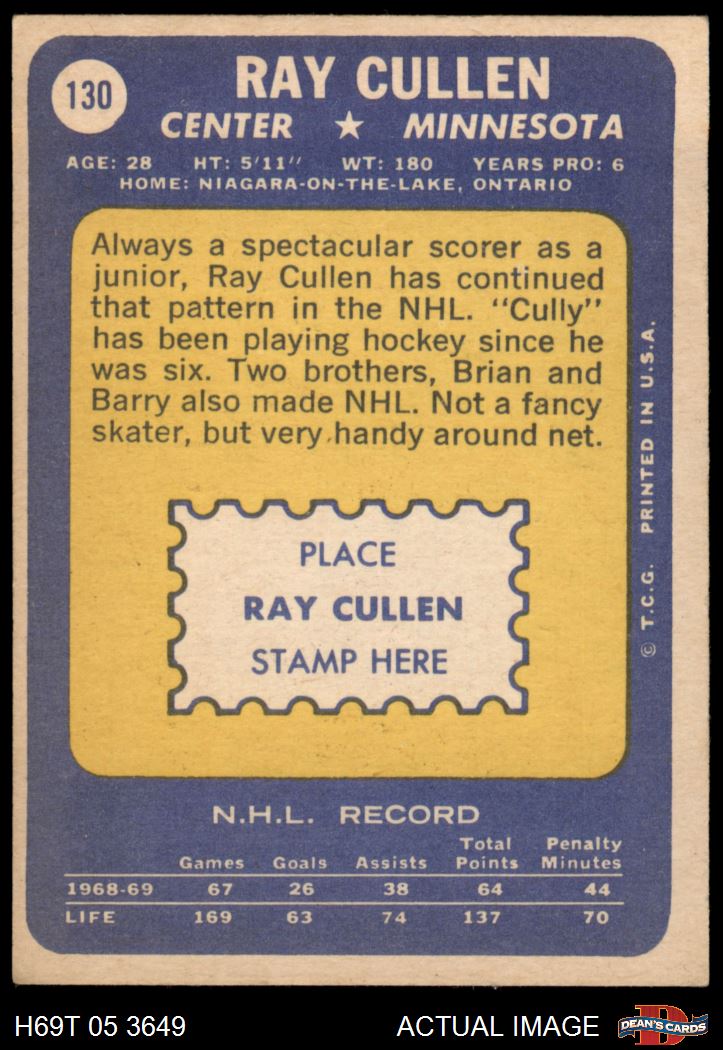 130
RAY CULLEN
CENTER ★ MINNESOTA
AGE: 28 HT: 5'11" WT: 180 YEARS PRO: 6
HOME: NIAGARA-ON-THE-LAKE, ONTARIO
Always a spectacular scorer as a
junior, Ray Cullen has continued
that pattern in the NHL. "Cully"
has been playing hockey since he
was six. Two brothers, Brian and
Barry also made NHL. Not a fancy
skater, but very handy around net.
PLACE
RAY CULLEN
STAMP HERE
© T.C.G. PRINTED IN U.S.A.
N.H.L. RECORD
Games Goals Assists Total Points Penalty Minutes
1968-69 67 26 38 64 44
LIFE 169 63 74 137 70
H69T 05 3649 ACTUAL IMAGE
D
DEAN'S CARDS